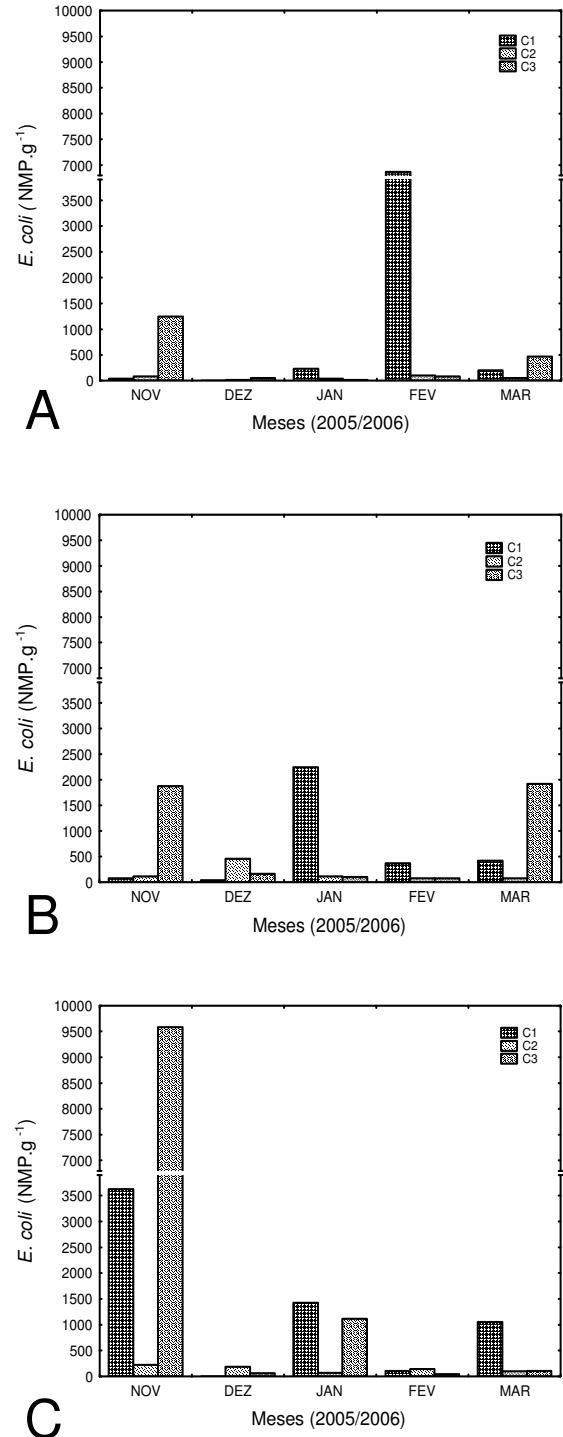 10000
9500
9000
8500
8000
7500
7000
3500
3000
2500
2000
1500
1000
500
0
E. coli (NMP.g⁻¹)
C1
C2
C3
NOV DEZ JAN FEV MAR
Meses (2005/2006)
A
10000
9500
9000
8500
8000
7500
7000
3500
3000
2500
2000
1500
1000
500
0
E. coli (NMP.g⁻¹)
C1
C2
C3
NOV DEZ JAN FEV MAR
Meses (2005/2006)
B
10000
9500
9000
8500
8000
7500
7000
3500
3000
2500
2000
1500
1000
500
0
E. coli (NMP.g⁻¹)
C1
C2
C3
NOV DEZ JAN FEV MAR
Meses (2005/2006)
C